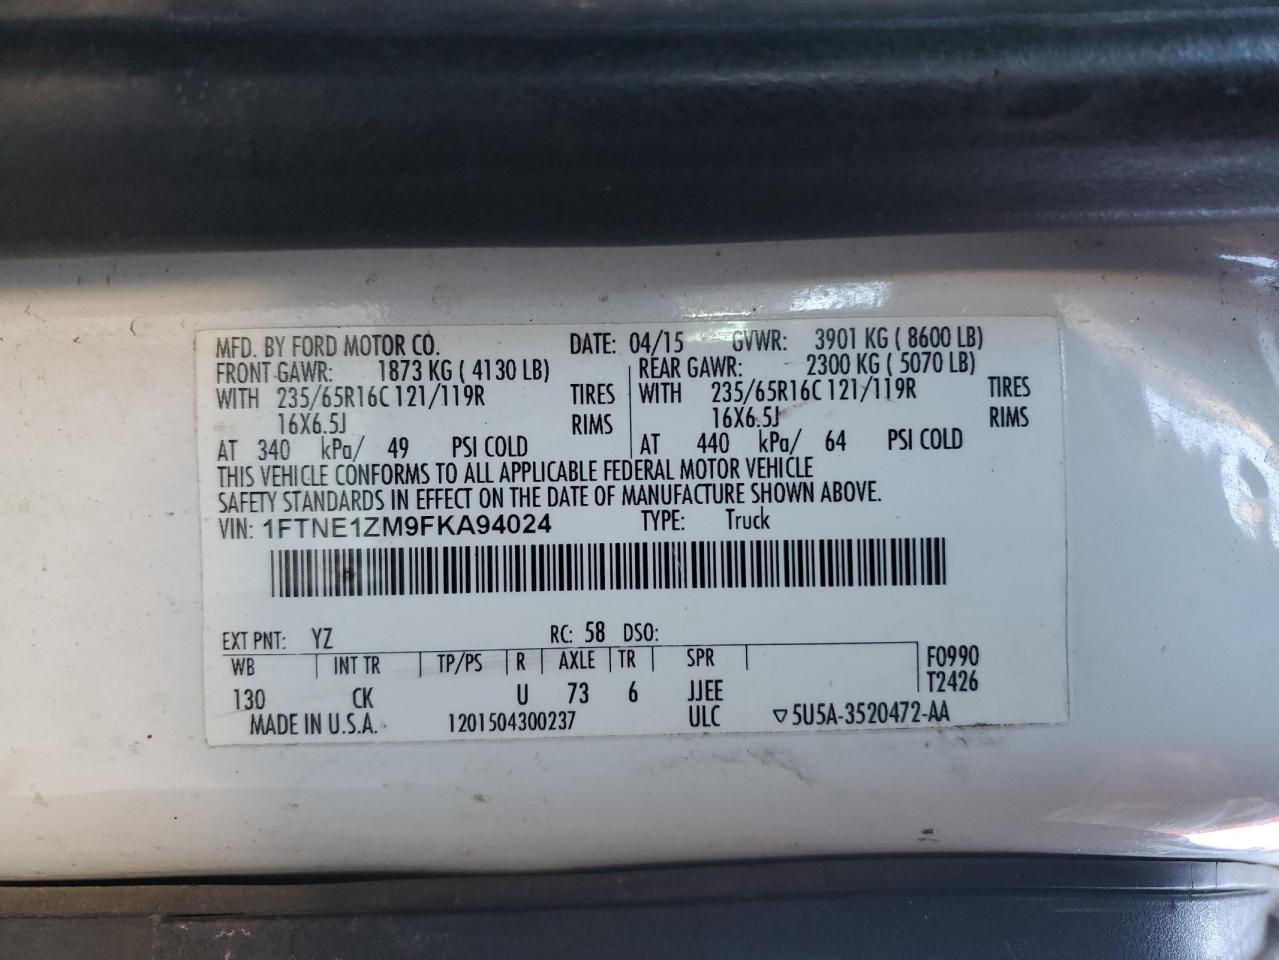 MFD. BY FORD MOTOR CO. DATE: 04/15 GVWR: 3901 KG ( 8600 LB)
FRONT GAWR: 1873 KG ( 4130 LB) REAR GAWR: 2300 KG ( 5070 LB)
WITH 235/65R16C 121/119R TIRES WITH 235/65R16C 121/119R TIRES
16X6.5J RIMS 16X6.5J RIMS
AT 340 kPa/ 49 PSI COLD AT 440 kPa/ 64 PSI COLD
THIS VEHICLE CONFORMS TO ALL APPLICABLE FEDERAL MOTOR VEHICLE
SAFETY STANDARDS IN EFFECT ON THE DATE OF MANUFACTURE SHOWN ABOVE.
VIN: 1FTNE1ZM9FKA94024 TYPE: Truck
EXT PNT: YZ RC: 58 DSO:
WB INT TR TP/PS R AXLE TR SPR F0990
130 CK U 73 6 JJEE T2426
MADE IN U.S.A. 1201504300237 ULC ▽5U5A-3520472-AA